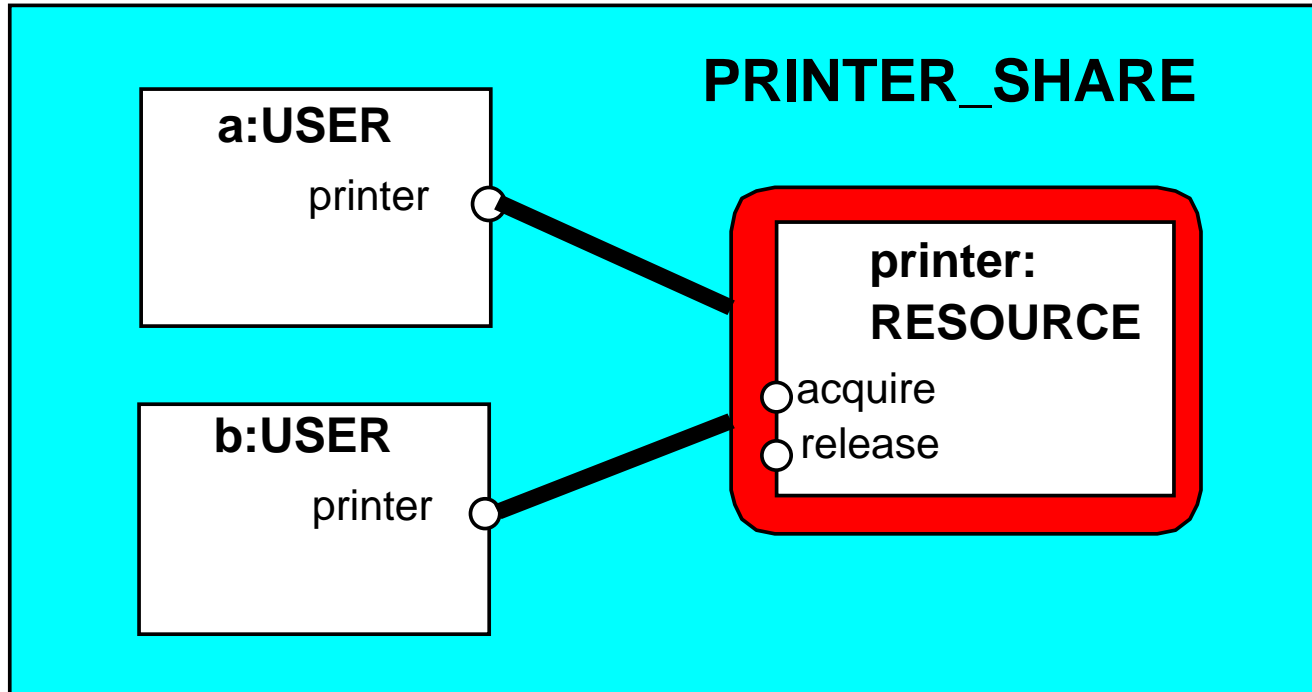 PRINTER_SHARE
a:USER
printer
b:USER
printer
printer:
RESOURCE
acquire
release